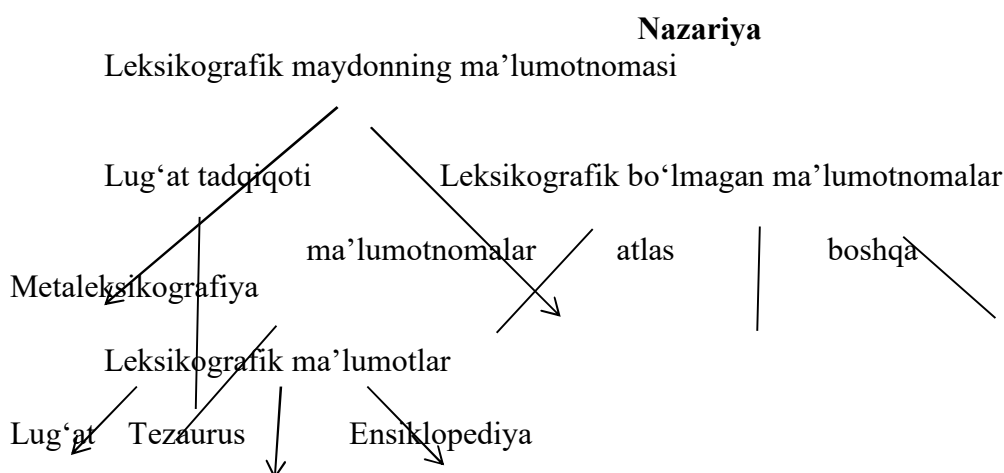 Nazariya
Leksikografik maydonning ma’lumotnomasi
Lug‘at tadqiqoti Leksikografik bo‘lmagan ma’lumotnomalar
ma’lumotnomalar atlas boshqa
Metaleksikografiya
Leksikografik ma’lumotlar
Lug‘at Tezaurus Ensiklopediya